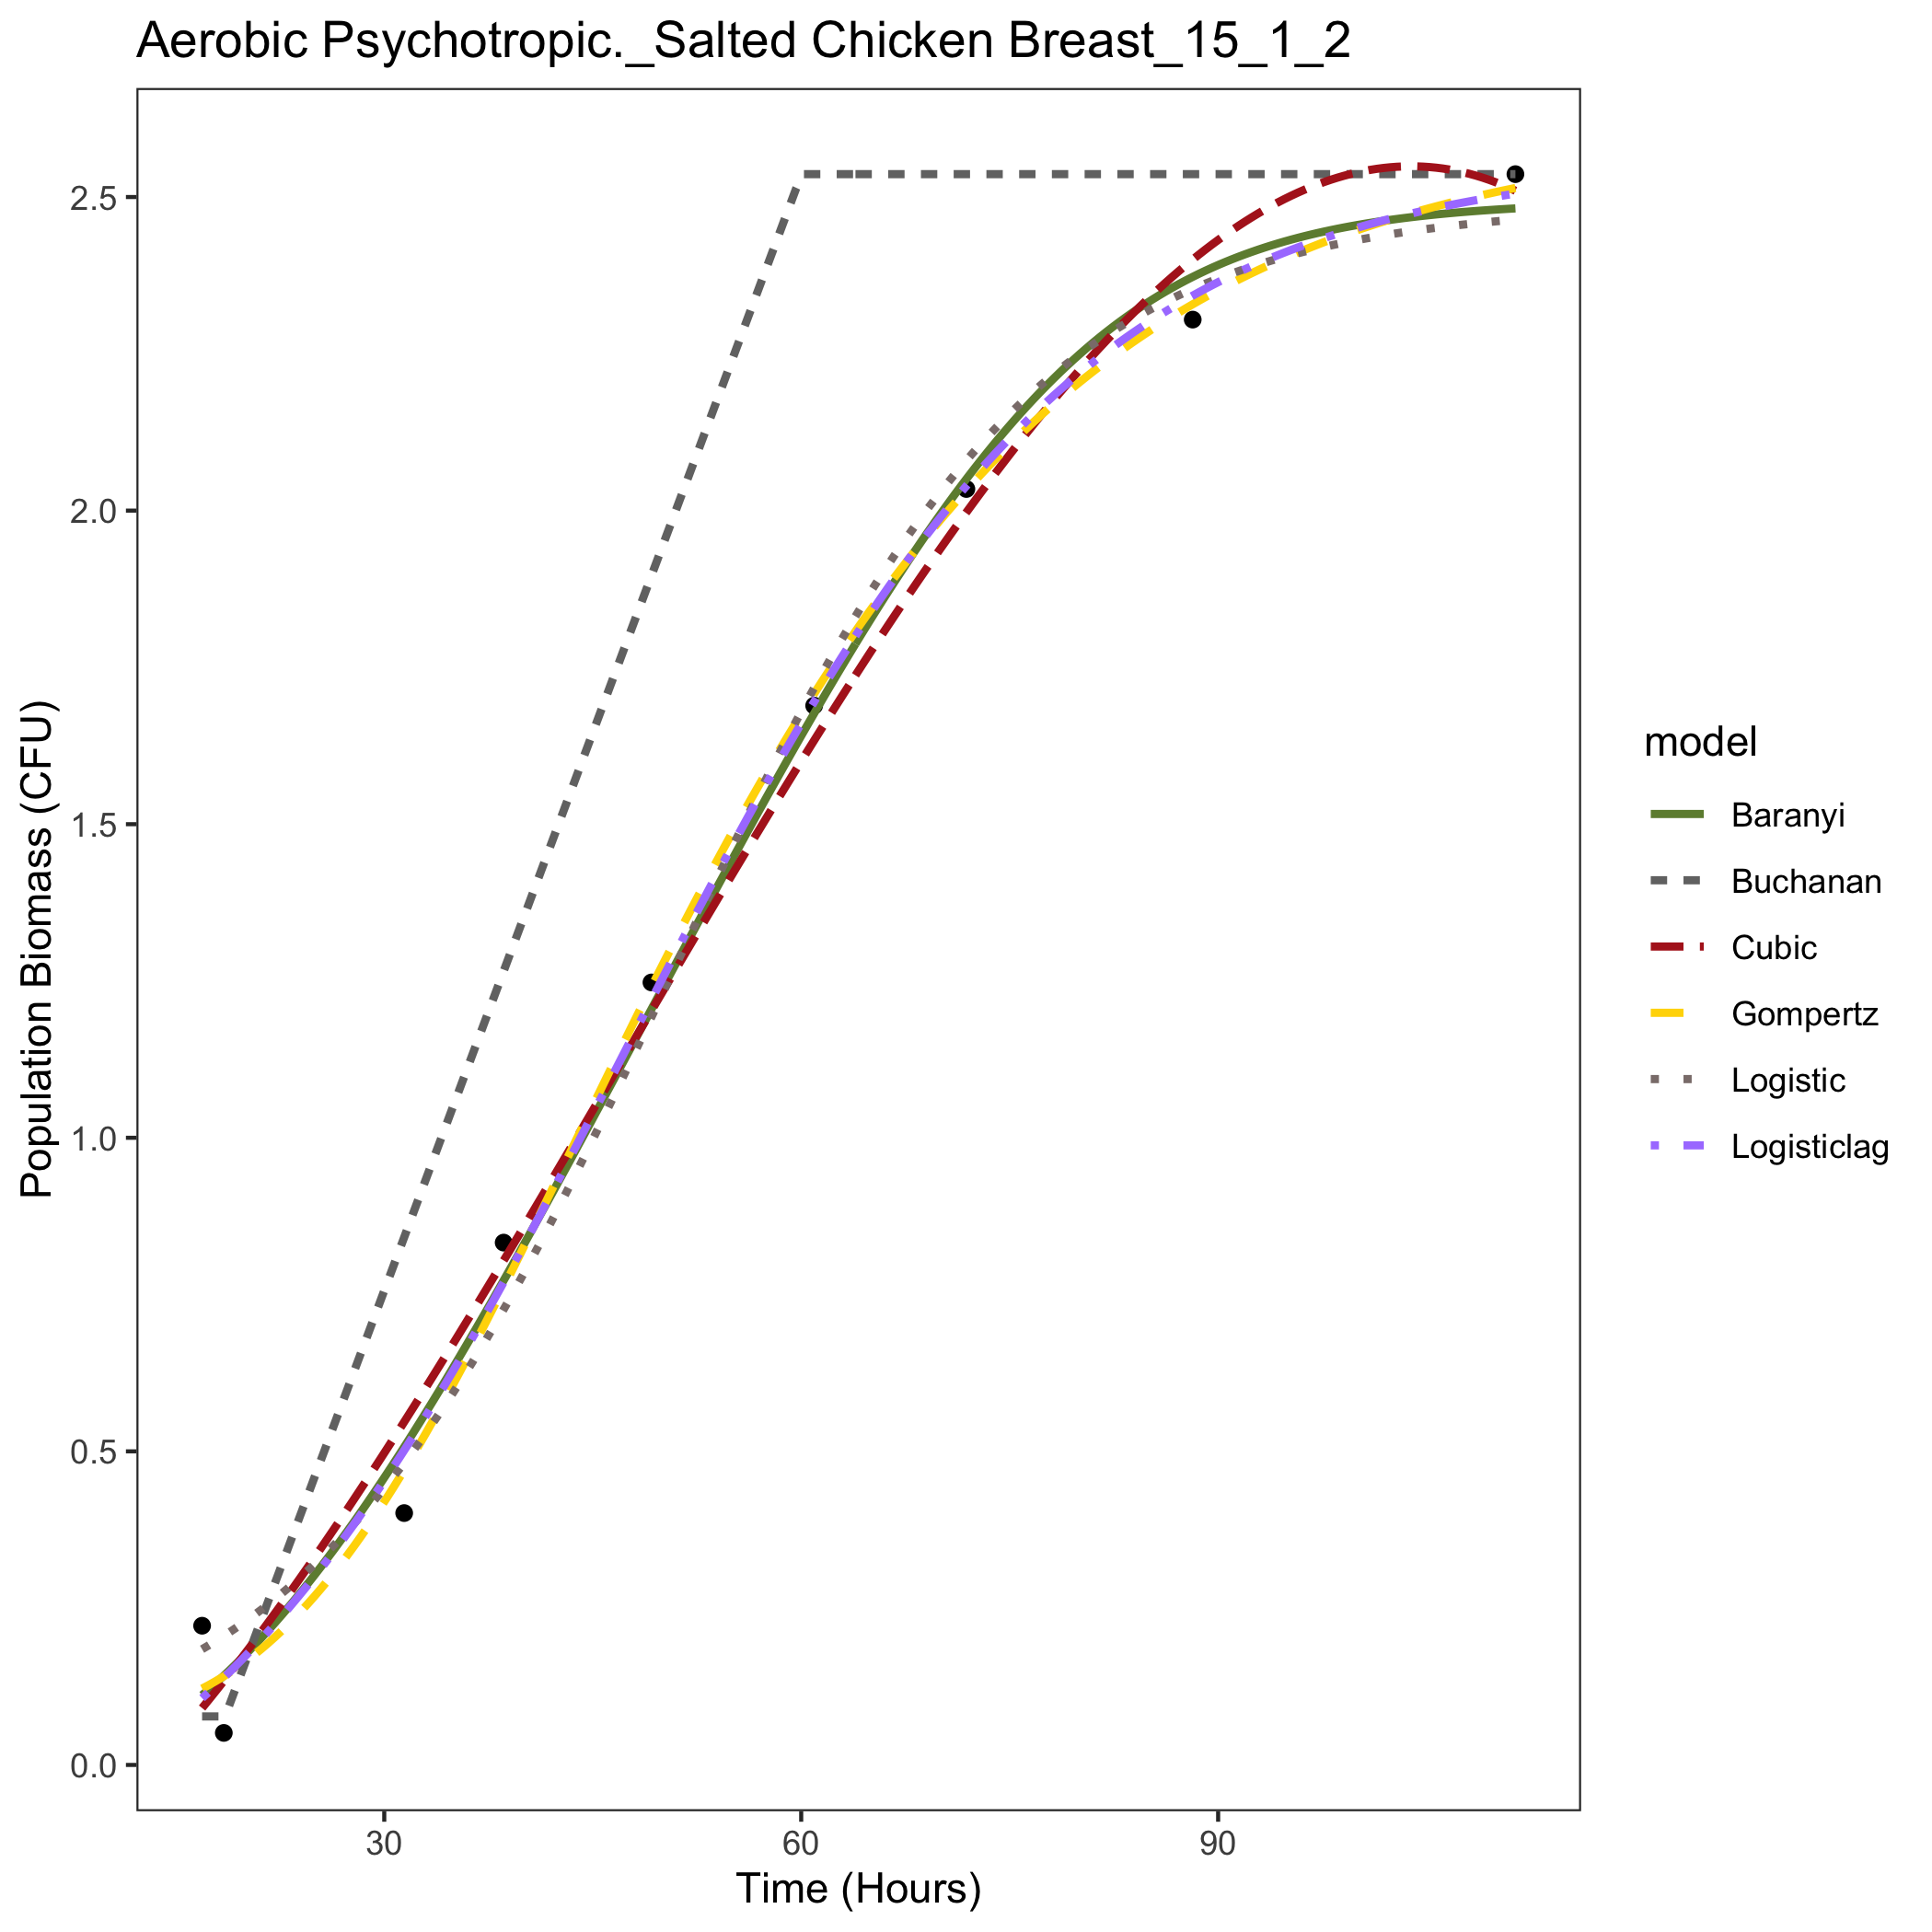 Aerobic Psychotropic._Salted Chicken Breast_15_1_2
Population Biomass (CFU)
2.5
2.0
1.5
1.0
0.5
0.0
30
60
90
Time (Hours)
model
Baranyi
Buchanan
Cubic
Gompertz
Logistic
Logisticlag